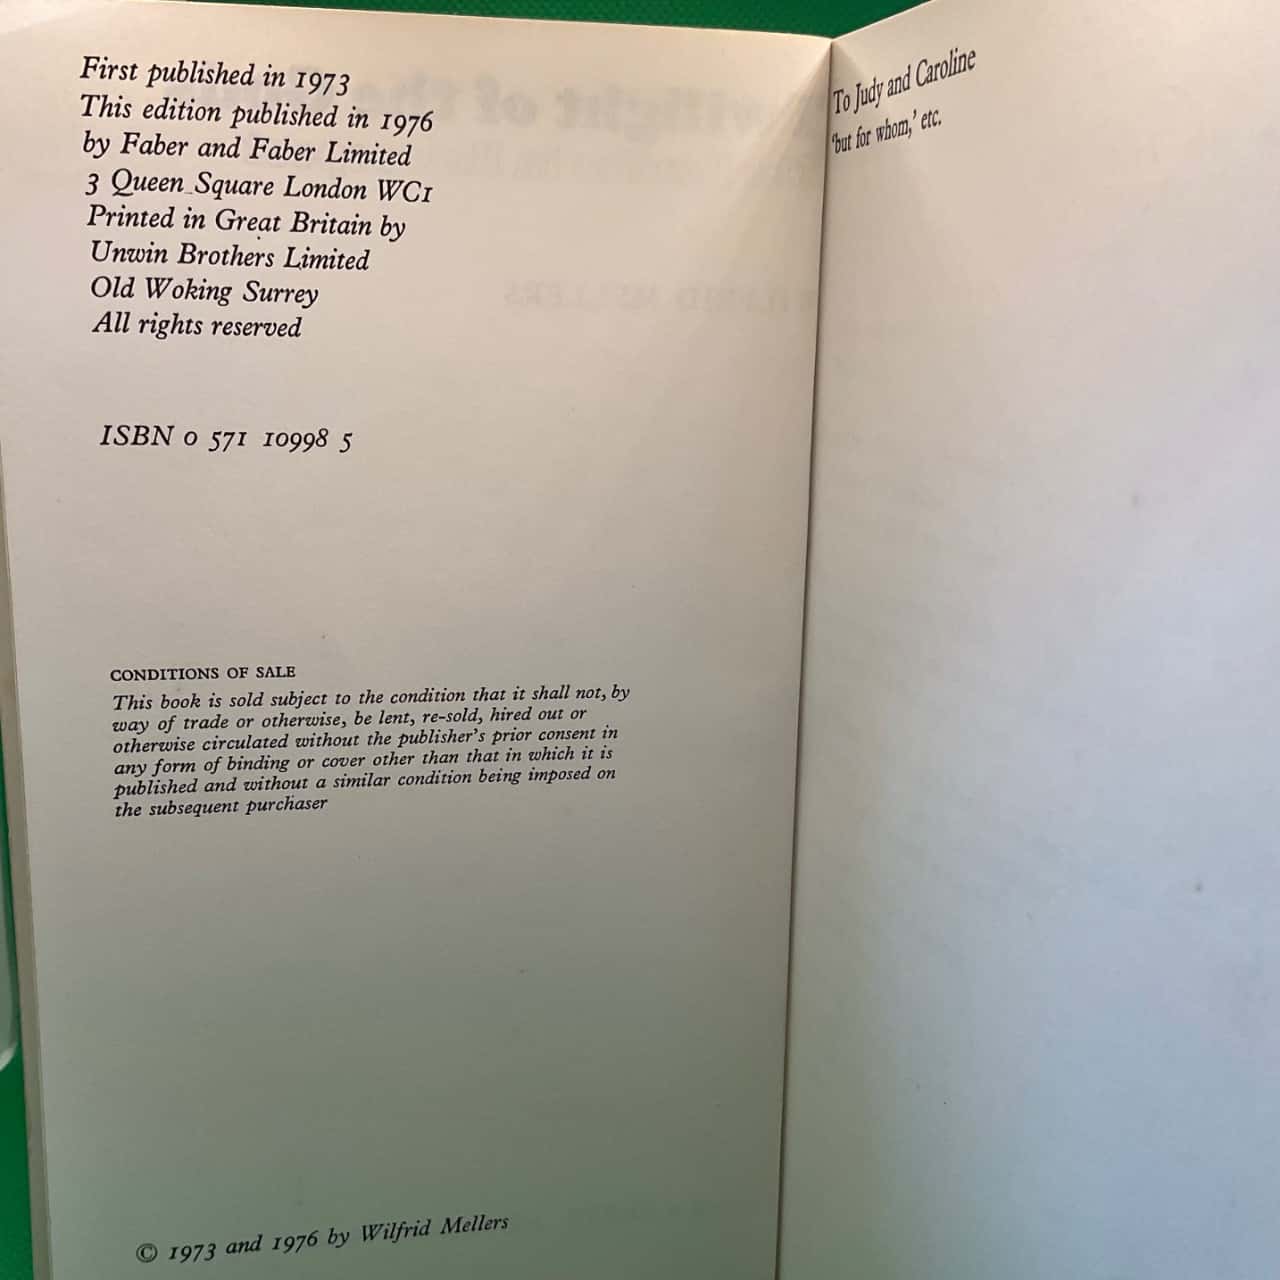 First published in 1973
This edition published in 1976
by Faber and Faber Limited
3 Queen Square London WC1
Printed in Great Britain by
Unwin Brothers Limited
Old Woking Surrey
All rights reserved
ISBN 0 571 10998 5
CONDITIONS OF SALE
This book is sold subject to the condition that it shall not, by
way of trade or otherwise, be lent, re-sold, hired out or
otherwise circulated without the publisher's prior consent in
any form of binding or cover other than that in which it is
published and without a similar condition being imposed on
the subsequent purchaser
© 1973 and 1976 by Wilfrid Mellers
To Judy and Caroline
'but for whom,' etc.